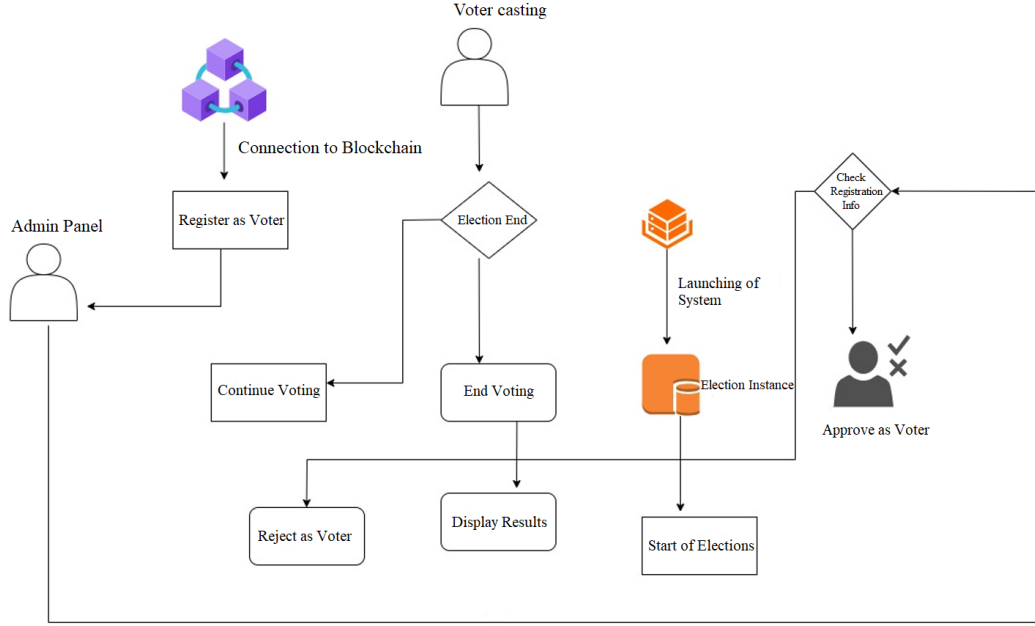 Voter casting
Connection to Blockchain
Check
Registration
Info
Register as Voter
Election End
Admin Panel
Launching of
System
Continue Voting
End Voting
Election Instance
Approve as Voter
Reject as Voter
Display Results
Start of Elections